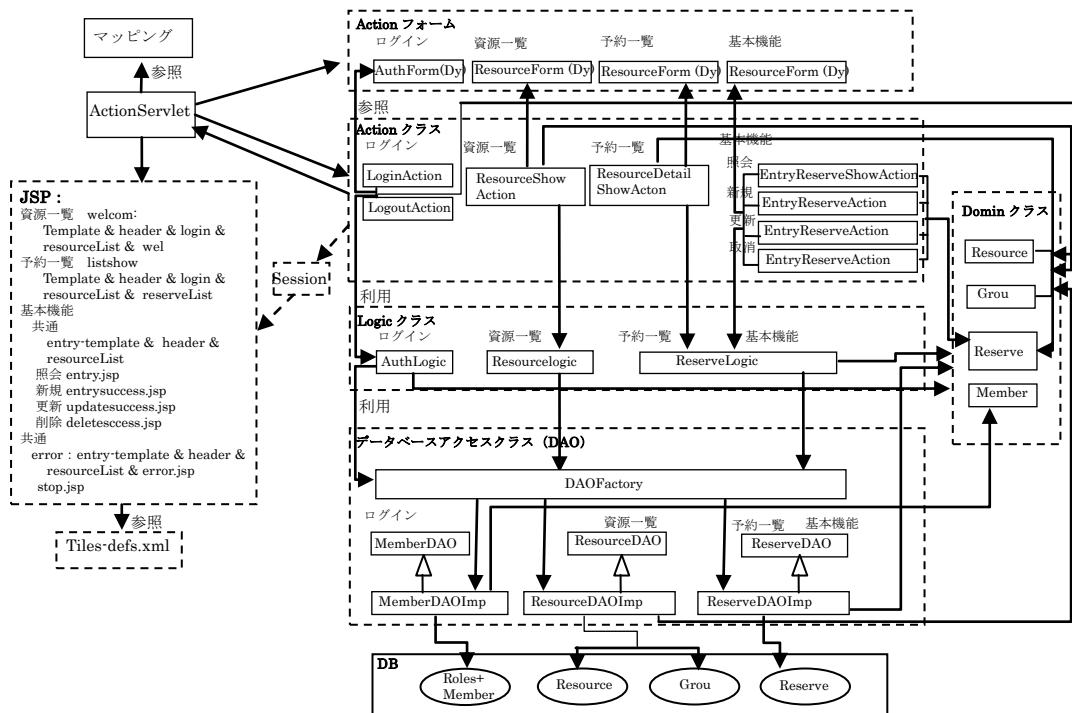 マッピング
参照
ActionServlet
JSP：
資源一覧 welcom:
Template & header & login &
resourceList & wel
予約一覧 listshow
Template & header & login &
resourceList & reserveList
基本機能
共通
entry-template & header &
resourceList
照会 entry.jsp
新規 entrysuccess.jsp
更新 updatesuccess.jsp
削除 deletesccess.jsp
共通
error : entry-template & header &
resourceList & error.jsp
stop.jsp
参照
Tiles-defs.xml
Session
Action フォーム
ログイン
資源一覧
予約一覧
基本機能
AuthForm(Dy)
ResourceForm (Dy)
ResourceForm (Dy)
ResourceForm (Dy)
参照
Action クラス
ログイン
資源一覧
予約一覧
基本機能
LoginAction
LogoutAction
ResourceShow
Action
ResourceDetail
ShowActon
照会
EntryReserveShowAction
新規
EntryReserveAction
更新
EntryReserveAction
取消
EntryReserveAction
利用
Logic クラス
ログイン
資源一覧
予約一覧
基本機能
AuthLogic
Resourcelogic
ReserveLogic
利用
Domin クラス
Resource
Grou
Reserve
Member
データベースアクセスクラス（DAO）
DAOFactory
ログイン
資源一覧
予約一覧
基本機能
MemberDAO
ResourceDAO
ReserveDAO
MemberDAOImp
ResourceDAOImp
ReserveDAOImp
DB
Roles+
Member
Resource
Grou
Reserve